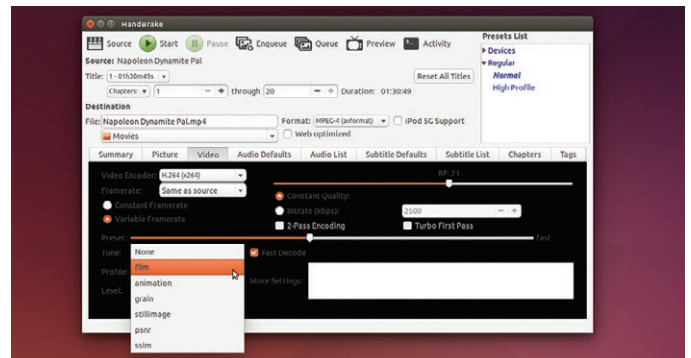 HandBrake
Source Start Pause Enqueue Queue Preview Activity
Presets List
Devices
Regular
Normal
High Profile
Source: Napoleon Dynamite Pal
Title: 1 - 01h30m49s Reset All Titles
Chapters: 1 through 20 Duration: 01:30:49
Destination
File: Napoleon Dynamite Pal.mp4 Format: MPEG-4 (avformat) iPod 5G Support
Movies Web optimized
Summary Picture Video Audio Defaults Audio List Subtitle Defaults Subtitle List Chapters Tags
Video Encoder: H.264 (x264) RF: 21
Framerate: Same as source Constant Quality:
Constant Framerate Bitrate (kbps): 2500
Variable Framerate 2-Pass Encoding Turbo First Pass
Preset: fast
Tune: None Fast Decode
film
Profile:
animation More Settings:
Level:
grain
stillimage
psnr
ssim